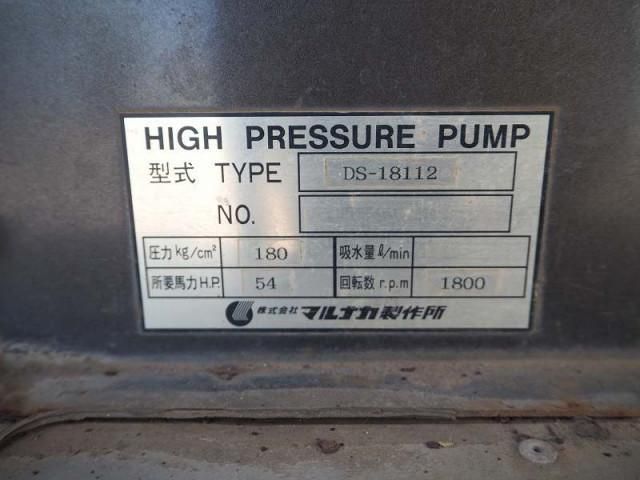 HIGH PRESSURE PUMP
型式 TYPE DS-18112
NO.
圧力 kg/cm² 180 吸水量 ℓ/min
所要馬力 H.P. 54 回転数 r.p.m 1800
株式会社 マルナカ製作所